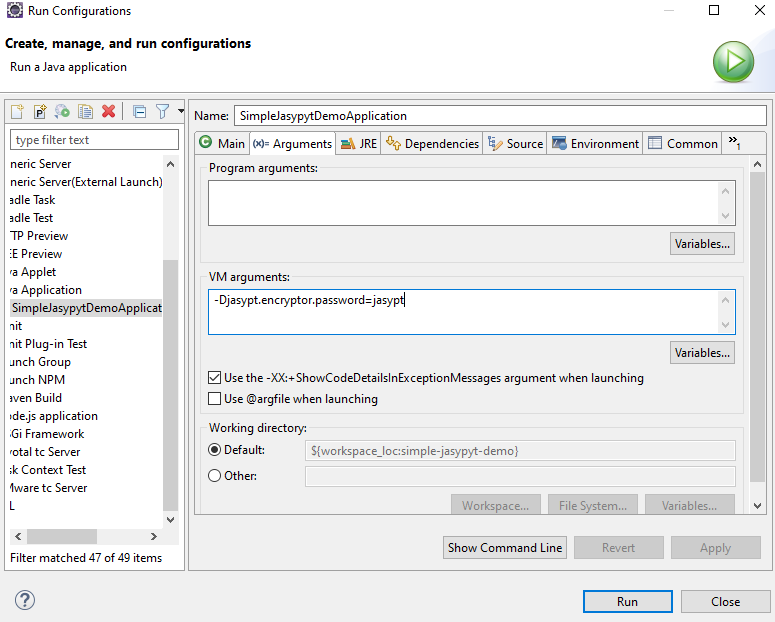 Run Configurations
Create, manage, and run configurations
Run a Java application
type filter text
neric Server
neric Server(External Launch)
adle Task
adle Test
TP Preview
EE Preview
va Applet
va Application
SimpleJasypytDemoApplicat
nit
nit Plug-in Test
unch Group
unch NPM
aven Build
ode.js application
Gi Framework
votal tc Server
sk Context Test
Mware tc Server
L
Filter matched 47 of 49 items
Name: SimpleJasypytDemoApplication
Main (x)= Arguments JRE Dependencies Source Environment Common »1
Program arguments:
Variables...
VM arguments:
-Djasypt.encryptor.password=jasypt
Variables...
Use the -XX:+ShowCodeDetailsInExceptionMessages argument when launching
Use @argfile when launching
Working directory:
Default: ${workspace_loc:simple-jasypyt-demo}
Other:
Workspace... File System... Variables...
Show Command Line Revert Apply
? Run Close